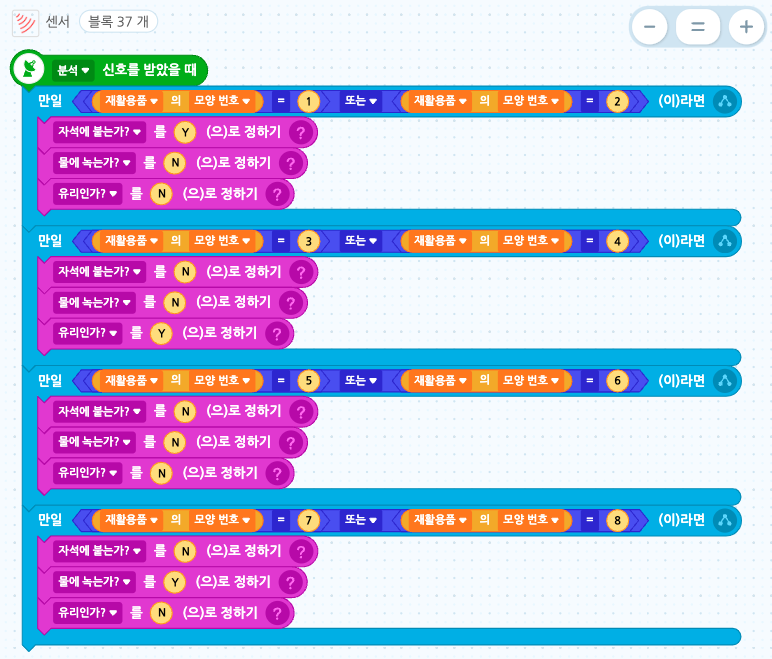 센서 블록 37 개
분석 신호를 받았을 때
만일 재활용품 의 모양 번호 = 1 또는 재활용품 의 모양 번호 = 2 (이)라면
자석에 붙는가? 를 Y (으)로 정하기 ?
물에 녹는가? 를 N (으)로 정하기 ?
유리인가? 를 N (으)로 정하기 ?
만일 재활용품 의 모양 번호 = 3 또는 재활용품 의 모양 번호 = 4 (이)라면
자석에 붙는가? 를 N (으)로 정하기 ?
물에 녹는가? 를 N (으)로 정하기 ?
유리인가? 를 Y (으)로 정하기 ?
만일 재활용품 의 모양 번호 = 5 또는 재활용품 의 모양 번호 = 6 (이)라면
자석에 붙는가? 를 N (으)로 정하기 ?
물에 녹는가? 를 N (으)로 정하기 ?
유리인가? 를 N (으)로 정하기 ?
만일 재활용품 의 모양 번호 = 7 또는 재활용품 의 모양 번호 = 8 (이)라면
자석에 붙는가? 를 N (으)로 정하기 ?
물에 녹는가? 를 Y (으)로 정하기 ?
유리인가? 를 N (으)로 정하기 ?